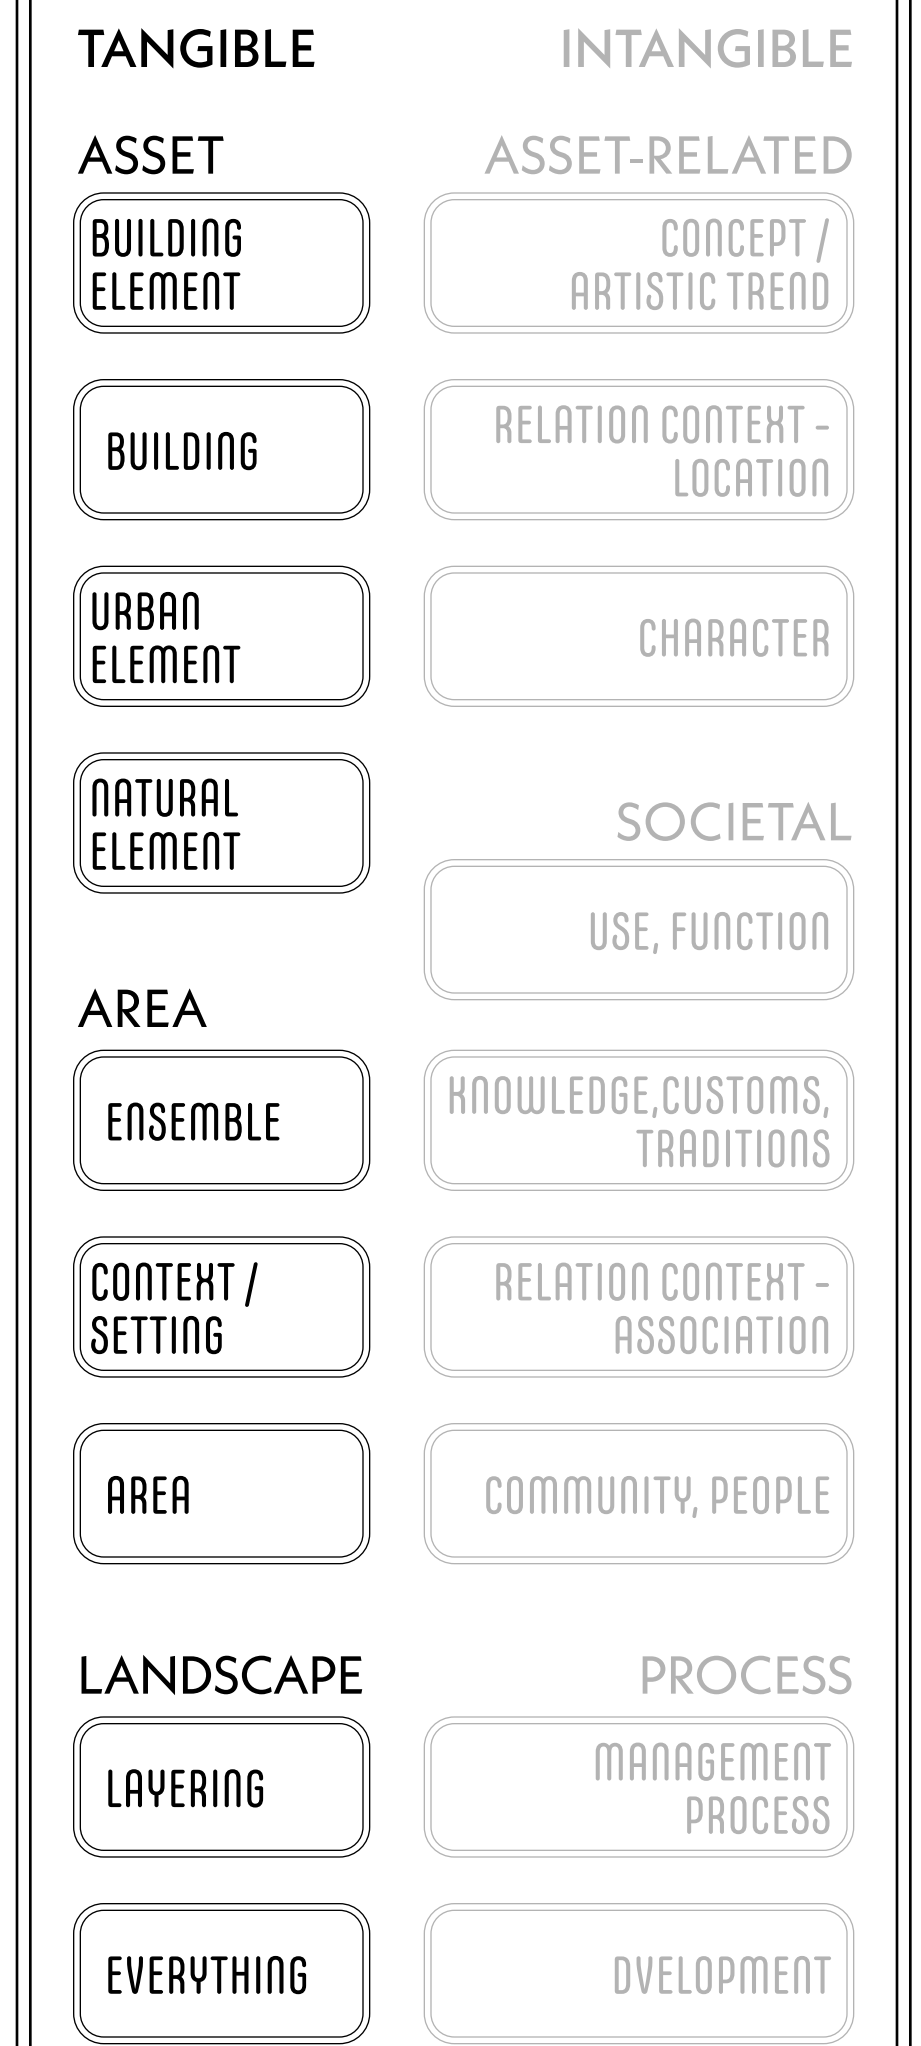 TANGIBLE
ASSET
BUILDING
ELEMENT
BUILDING
URBAN
ELEMENT
NATURAL
ELEMENT
AREA
ENSEMBLE
CONTEXT /
SETTING
AREA
LANDSCAPE
LAYERING
EVERYTHING
INTANGIBLE
ASSET-RELATED
CONCEPT /
ARTISTIC TREND
RELATION CONTEXT -
LOCATION
CHARACTER
SOCIETAL
USE, FUNCTION
KNOWLEDGE,CUSTOMS,
TRADITIONS
RELATION CONTEXT -
ASSOCIATION
COMMUNITY, PEOPLE
PROCESS
MANAGEMENT
PROCESS
DVELOPMENT